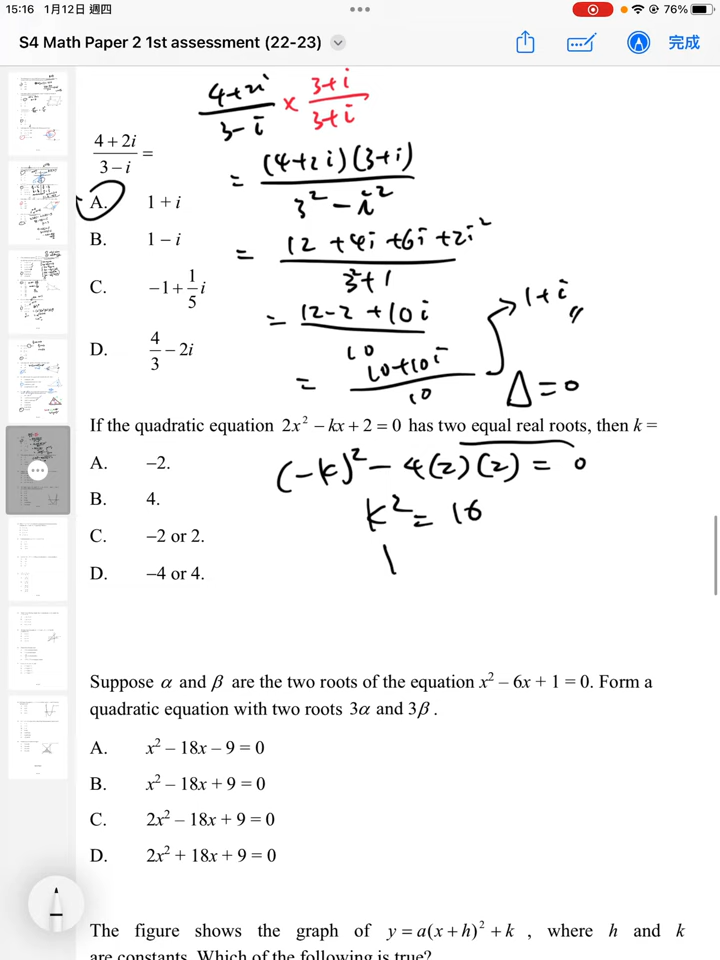 15:16 1月12日 週四
76%
S4 Math Paper 2 1st assessment (22-23)
完成
(4+2i)/(3-i) × (3+i)/(3+i)
(4+2i)/(3−i) =
= (4+2i)(3+i)/(3² − i²)
A. 1 + i
= (12 + 4i + 6i + 2i²)/(3²+1)
B. 1 − i
C. −1 + 1/5 i
= (12−2+10i)/10
D. 4/3 − 2i
= (10+10i)/10
1+i
Δ=0
If the quadratic equation 2x² − kx + 2 = 0 has two equal real roots, then k =
A. −2.
(−k)² − 4(2)(2) = 0
B. 4.
k² = 16
C. −2 or 2.
D. −4 or 4.
Suppose α and β are the two roots of the equation x² − 6x + 1 = 0. Form a
quadratic equation with two roots 3α and 3β.
A. x² − 18x − 9 = 0
B. x² − 18x + 9 = 0
C. 2x² − 18x + 9 = 0
D. 2x² + 18x + 9 = 0
The figure shows the graph of y = a(x + h)² + k , where h and k
are constants. Which of the following is true?